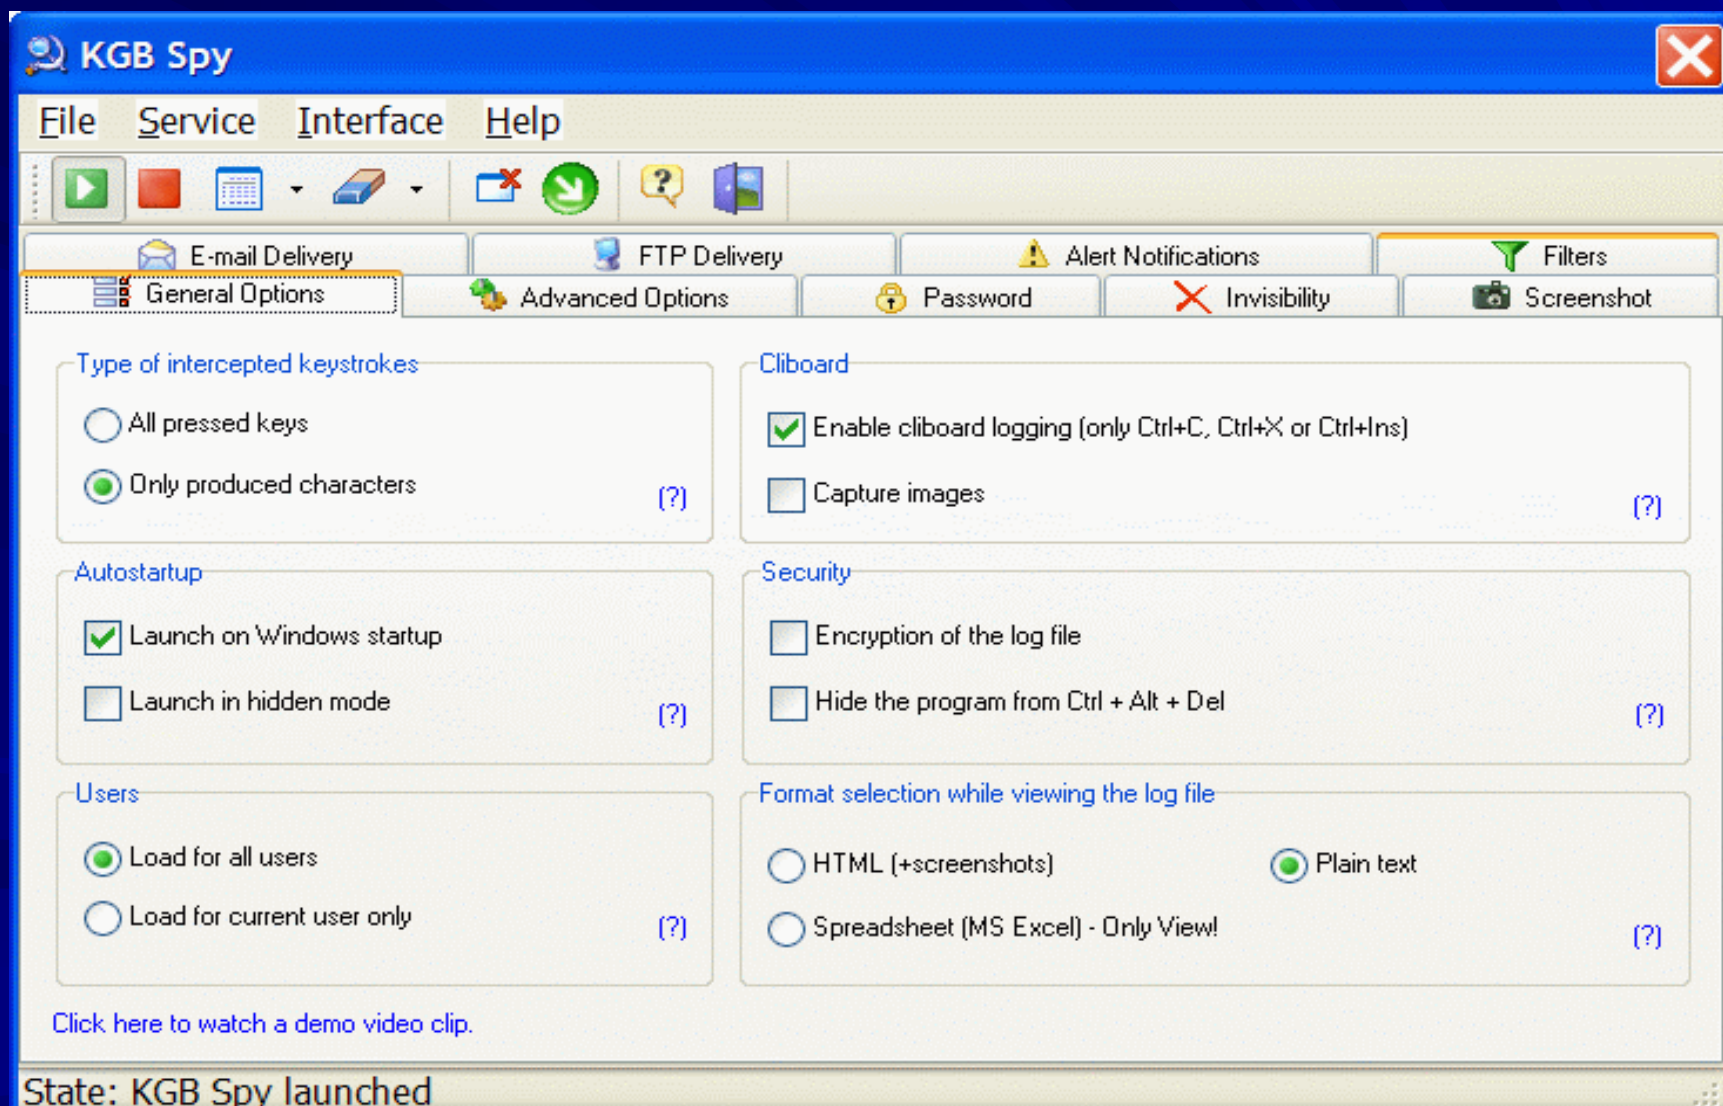 KGB Spy
File Service Interface Help
E-mail Delivery FTP Delivery Alert Notifications Filters
General Options Advanced Options Password Invisibility Screenshot
Type of intercepted keystrokes
All pressed keys
Only produced characters
(?)
Cliboard
Enable cliboard logging (only Ctrl+C, Ctrl+X or Ctrl+Ins)
Capture images
(?)
Autostartup
Launch on Windows startup
Launch in hidden mode
(?)
Security
Encryption of the log file
Hide the program from Ctrl + Alt + Del
(?)
Users
Load for all users
Load for current user only
(?)
Format selection while viewing the log file
HTML (+screenshots) Plain text
Spreadsheet (MS Excel) - Only View!
(?)
Click here to watch a demo video clip.
State: KGB Spy launched